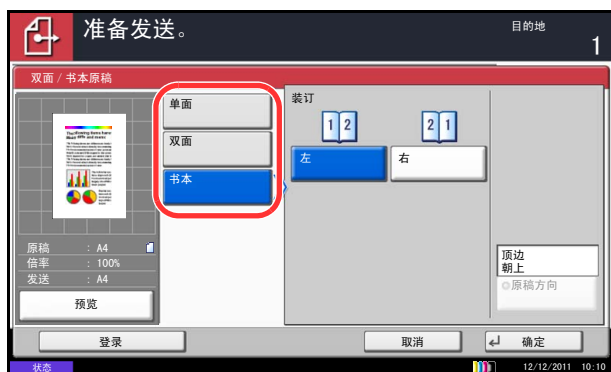 准备发送。
目的地
1
双面 / 书本原稿
单面
双面
书本
装订
1 2
2 1
左
右
原稿 : A4
倍率 : 100%
发送 : A4
预览
顶边
朝上
原稿方向
登录
取消
确定
状态
12/12/2011 10:10